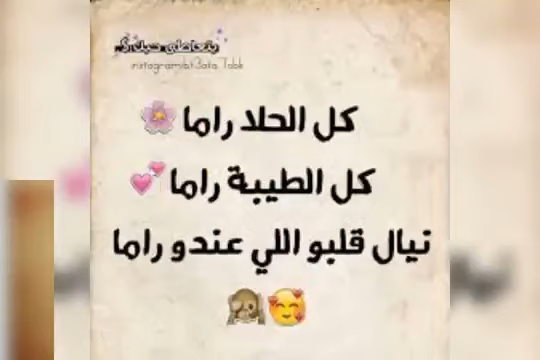 كل الحلا راما 🌸
كل الطيبة راما 💕
نيال قلبو اللي عندو راما
🙈🥰